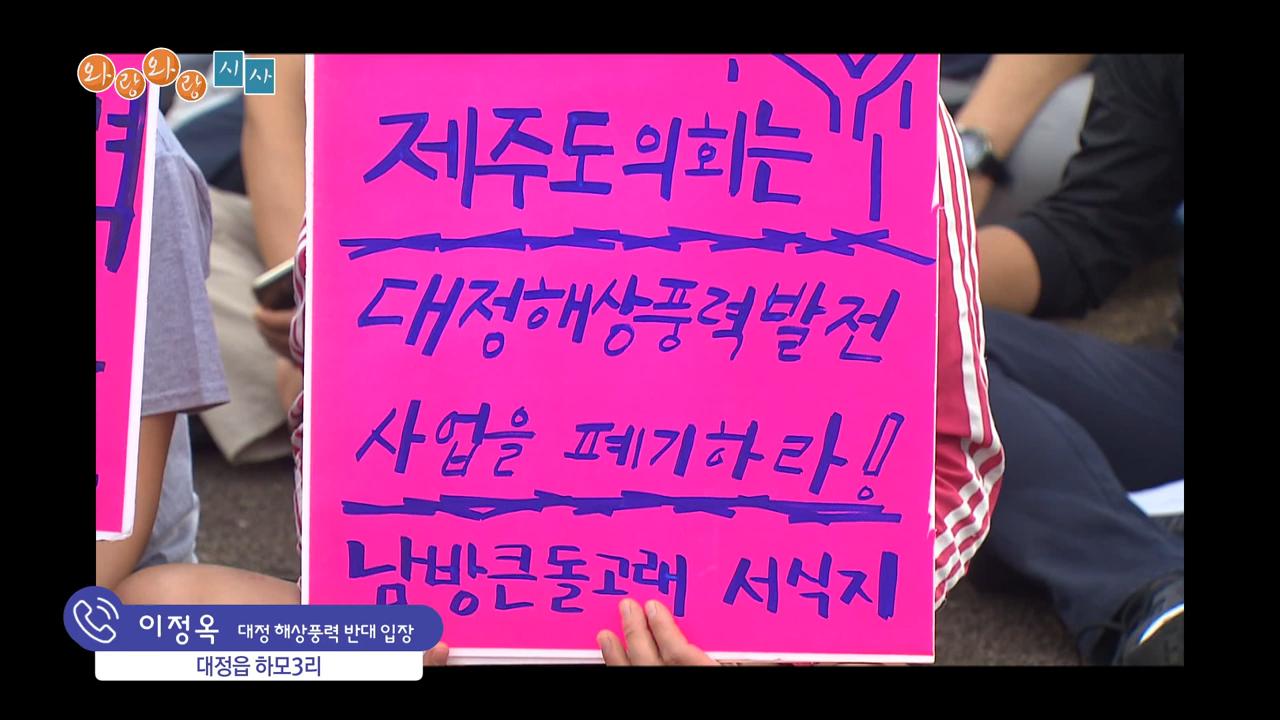 와랑와랑 시사
제주도의회는
대정해상풍력발전
사업을 폐기하라!
남방큰돌고래 서식지
력
이정옥 대정 해상풍력 반대 입장
대정읍 하모3리